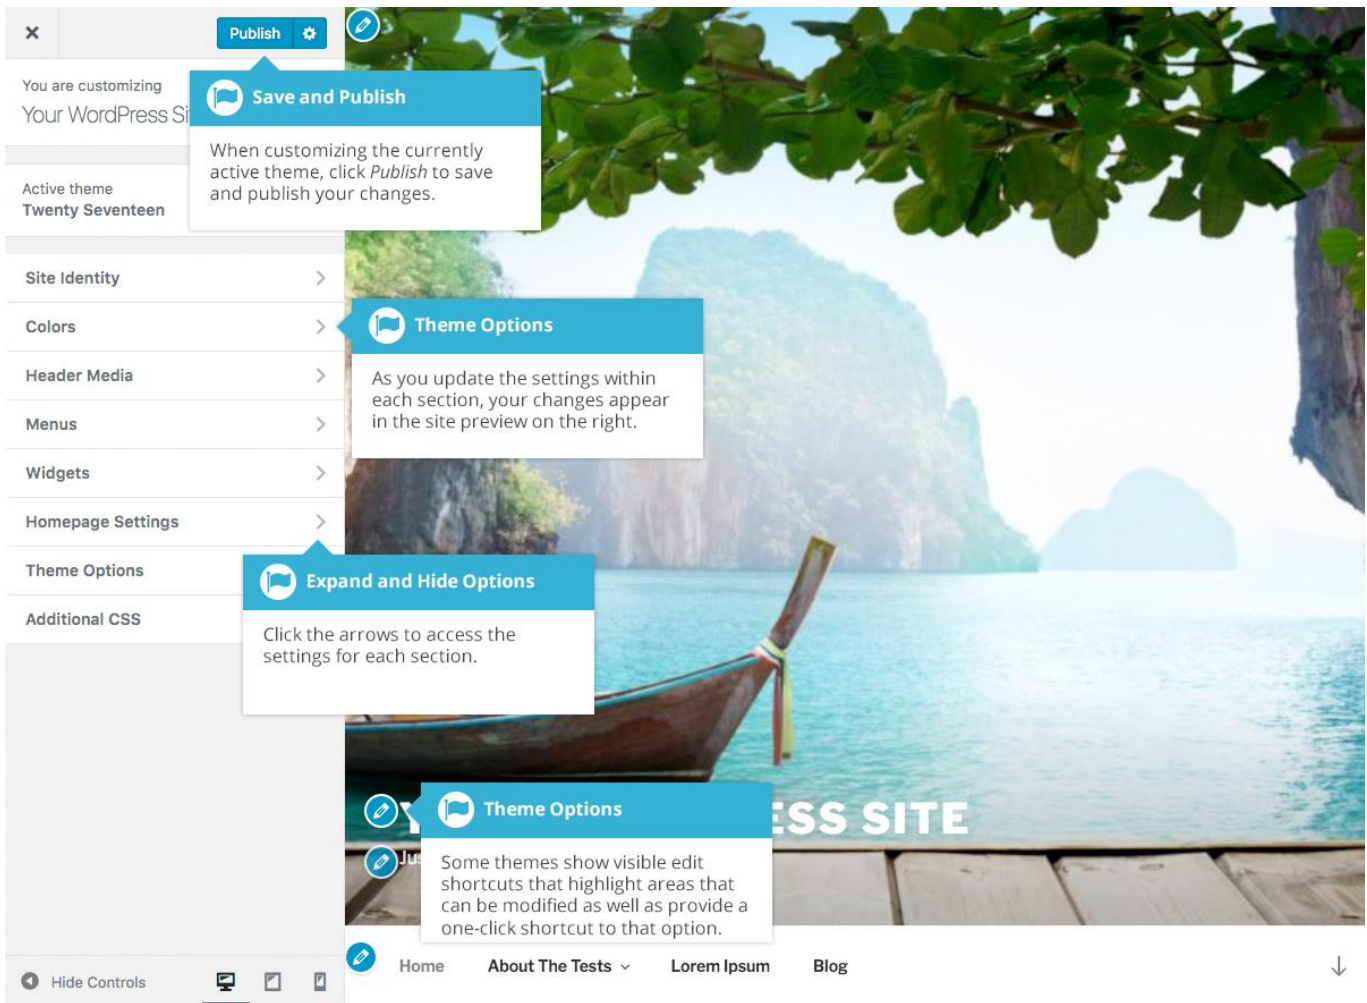 Publish
You are customizing
Your WordPress Si
Save and Publish
When customizing the currently
active theme, click Publish to save
and publish your changes.
Active theme
Twenty Seventeen
Site Identity
Colors
Header Media
Menus
Widgets
Homepage Settings
Theme Options
Additional CSS
Theme Options
As you update the settings within
each section, your changes appear
in the site preview on the right.
Expand and Hide Options
Click the arrows to access the
settings for each section.
ESS SITE
Theme Options
Some themes show visible edit
shortcuts that highlight areas that
can be modified as well as provide a
one-click shortcut to that option.
Hide Controls
Home About The Tests Lorem Ipsum Blog